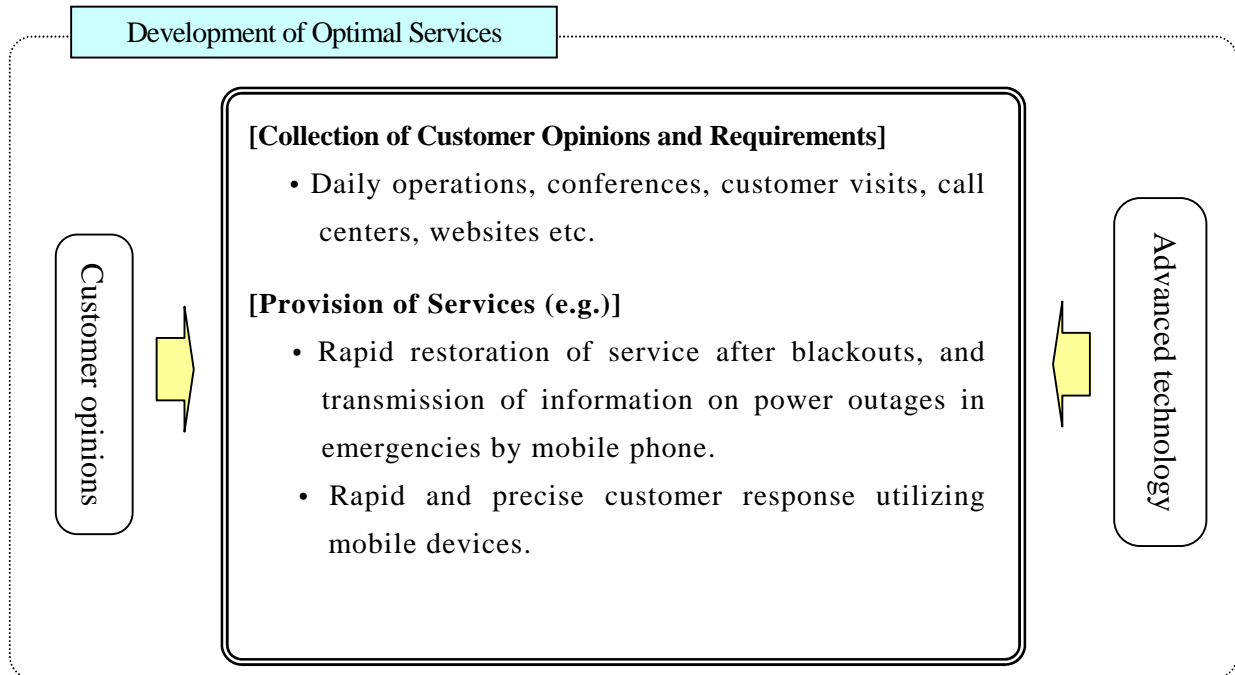 Development of Optimal Services
[Collection of Customer Opinions and Requirements]
• Daily operations, conferences, customer visits, call
centers, websites etc.
[Provision of Services (e.g.)]
• Rapid restoration of service after blackouts, and
transmission of information on power outages in
emergencies by mobile phone.
• Rapid and precise customer response utilizing
mobile devices.
Customer opinions
Advanced technology